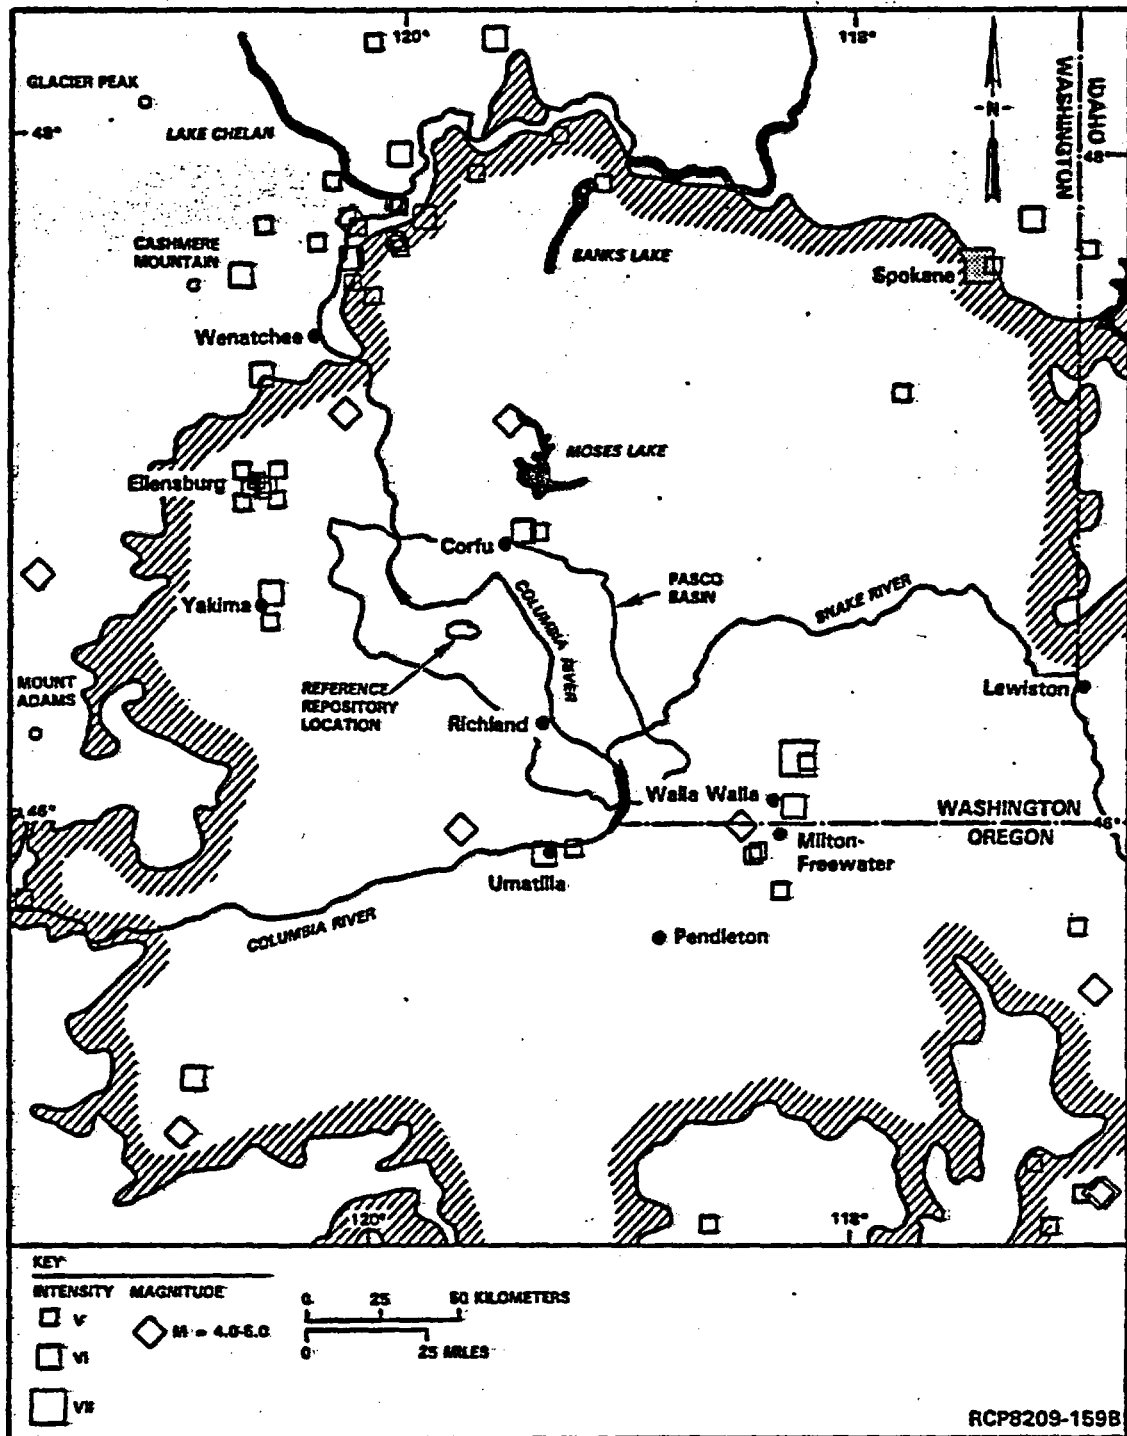 120°
118°
GLACIER PEAK
48°
LAKE CHELAN
N
WASHINGTON
IDAHO
48°
CASHMERE
MOUNTAIN
BANKS LAKE
Spokane
Wenatchee
MOSES LAKE
Ellensburg
Corfu
PASCO
BASIN
SNAKE RIVER
Yakima
COLUMBIA RIVER
MOUNT
ADAMS
REFERENCE
REPOSITORY
LOCATION
Richland
Lewiston
46°
Walla Walla
WASHINGTON
OREGON
46°
Milton-
Freewater
Umatilla
COLUMBIA RIVER
Pendleton
120°
118°
KEY
INTENSITY MAGNITUDE
V
M = 4.0-5.0
VI
VII
0 25 50 KILOMETERS
0 25 MILES
RCP8209-159B